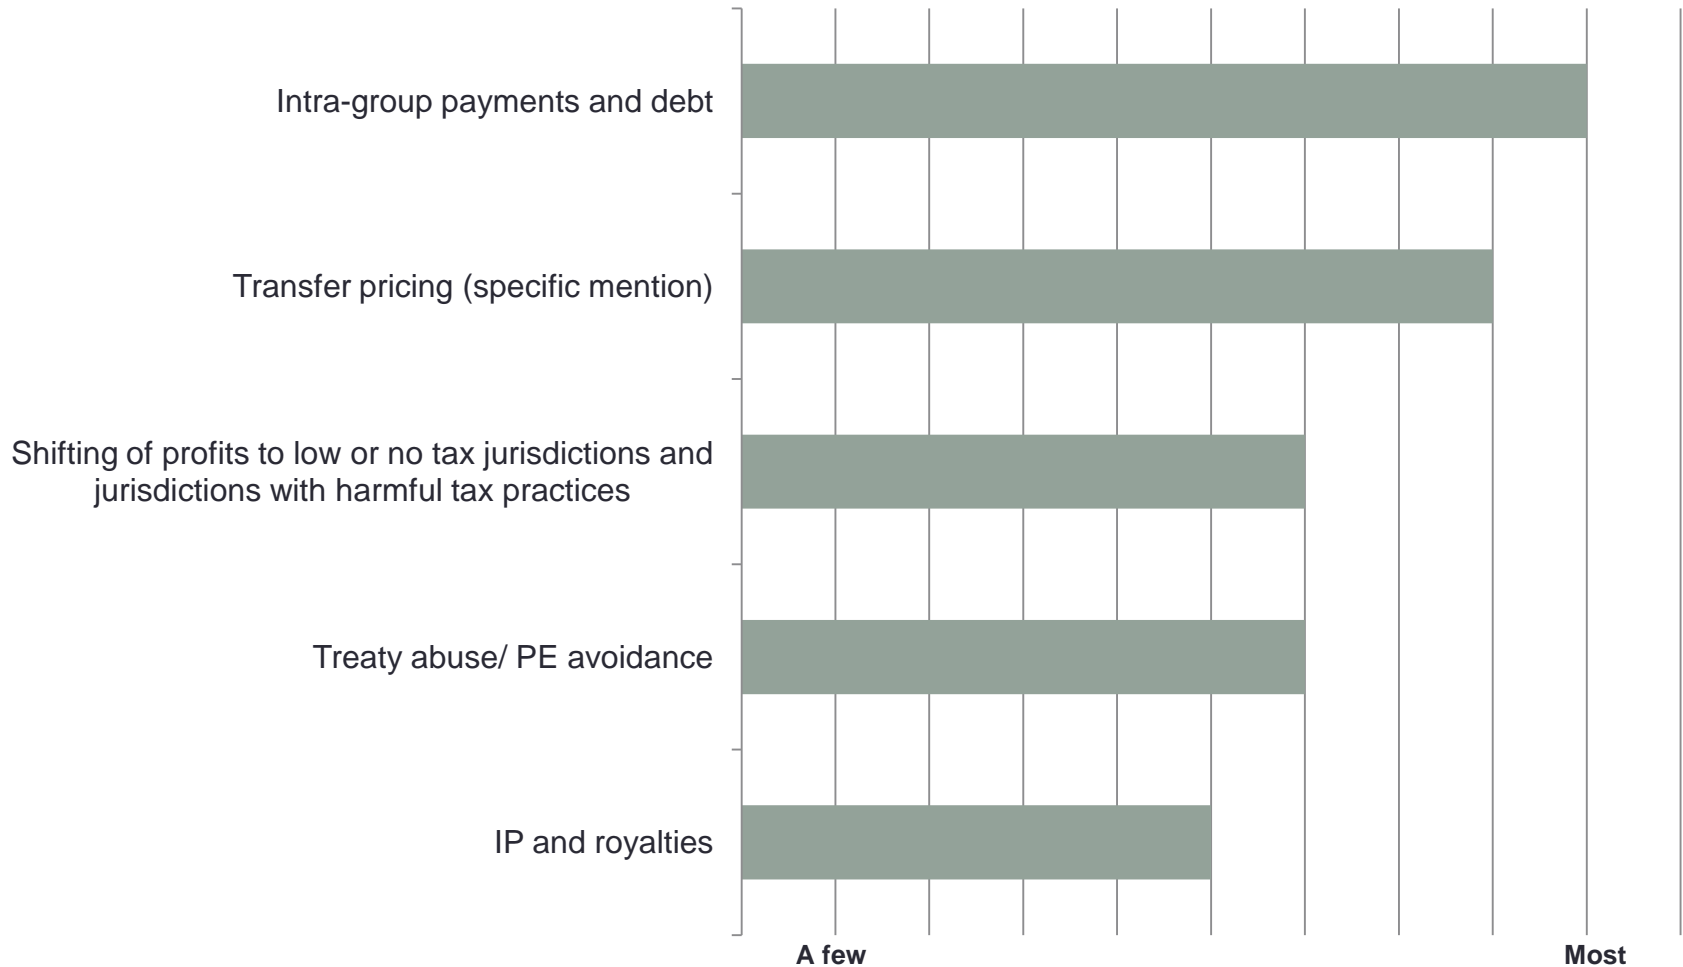 Intra-group payments and debt
Transfer pricing (specific mention)
Shifting of profits to low or no tax jurisdictions and
jurisdictions with harmful tax practices
Treaty abuse/ PE avoidance
IP and royalties
A few
Most